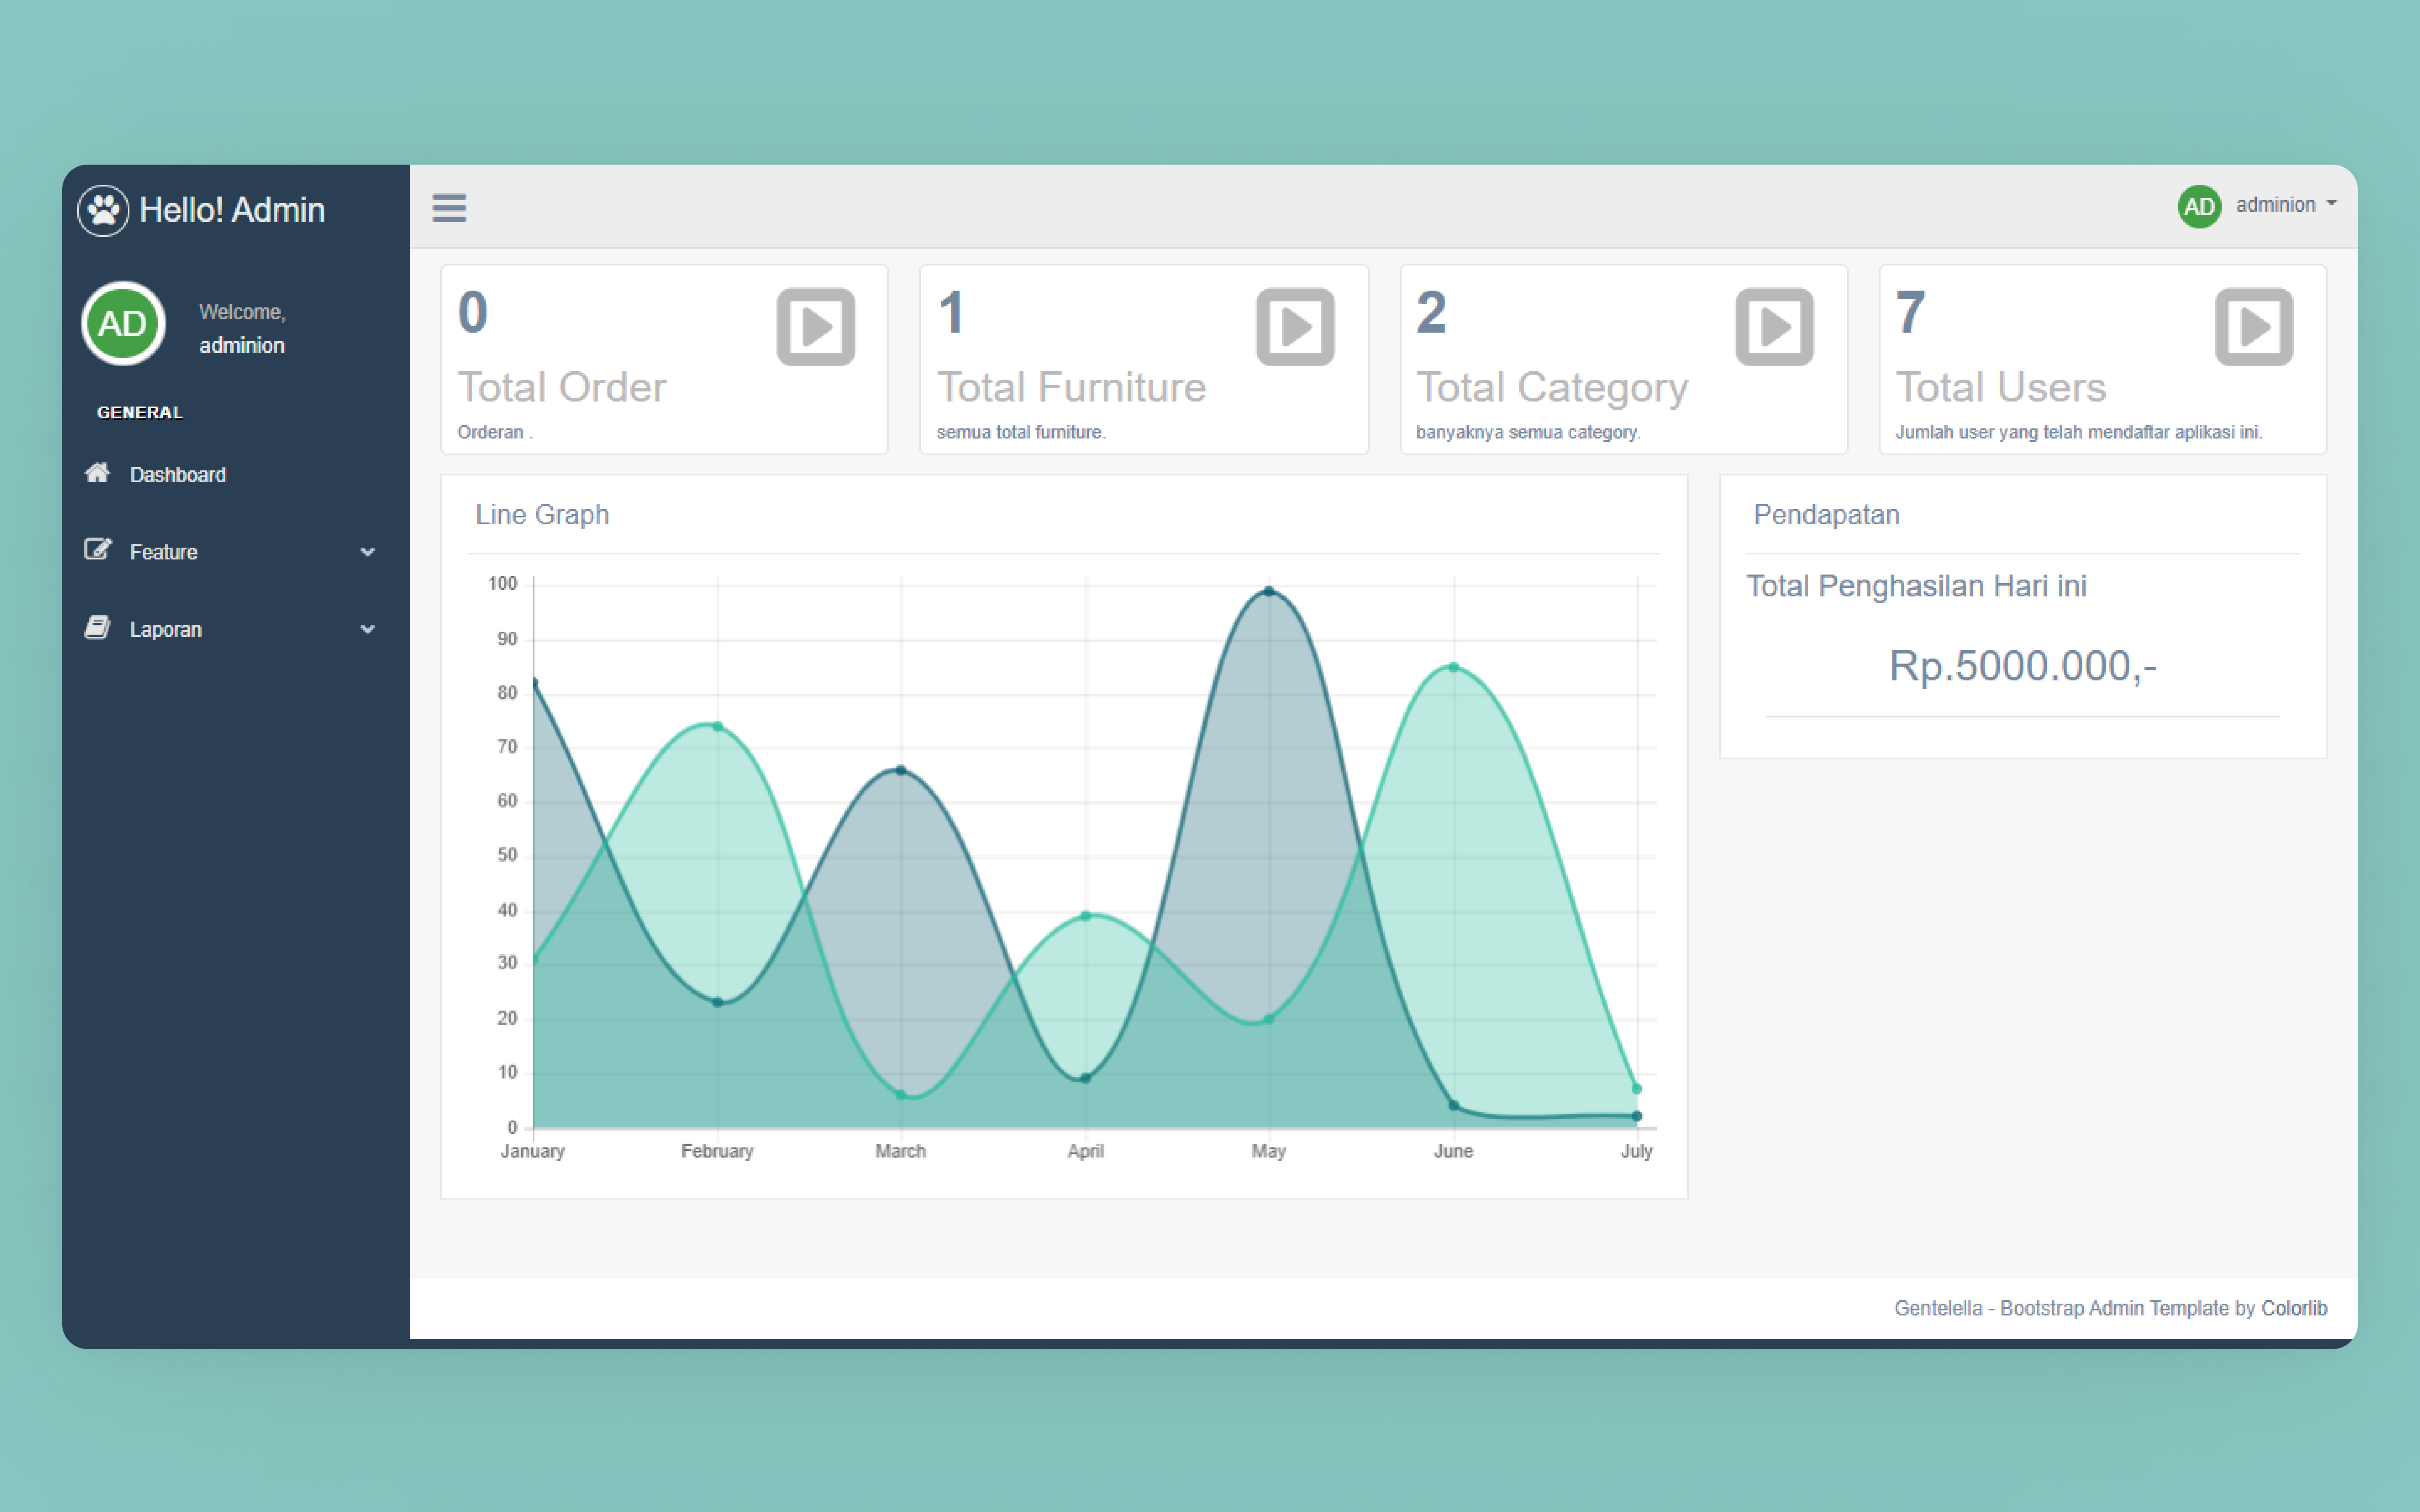 Hello! Admin
AD
Welcome,
adminion
GENERAL
Dashboard
Feature
Laporan
AD adminion
0
Total Order
Orderan .
1
Total Furniture
semua total furniture.
2
Total Category
banyaknya semua category.
7
Total Users
Jumlah user yang telah mendaftar aplikasi ini.
Line Graph
100
90
80
70
60
50
40
30
20
10
0
January February March April May June July
Pendapatan
Total Penghasilan Hari ini
Rp.5000.000,-
Gentelella - Bootstrap Admin Template by Colorlib